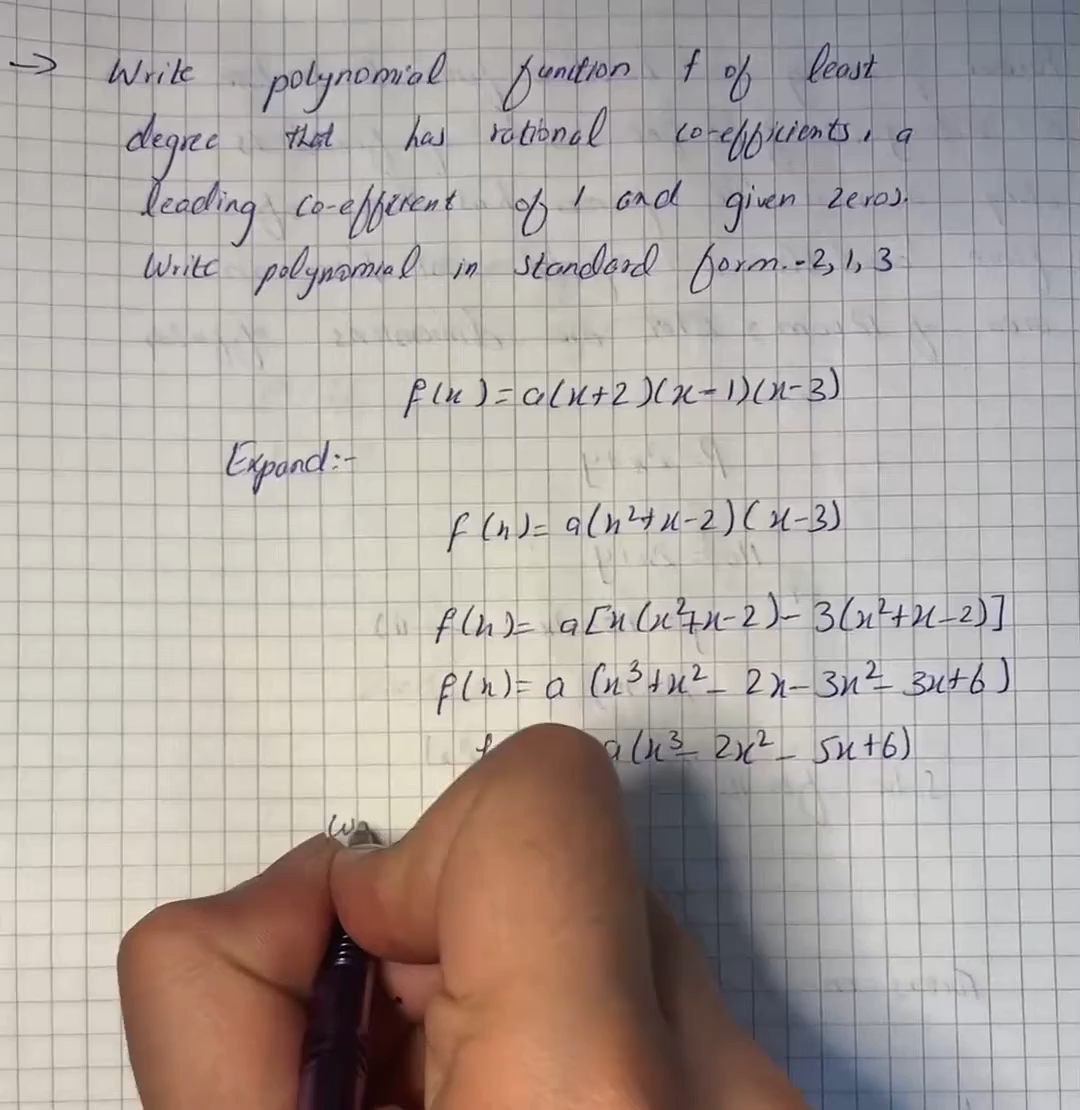 → Write polynomial function f of least
degree that has rational co-efficients, a
leading co-efficient of 1 and given zeros.
Write polynomial in standard form. -2, 1, 3
f(x) = a(x+2)(x-1)(x-3)
Expand:-
f(x) = a(x²+x-2)(x-3)
f(x) = a[x(x²+x-2)-3(x²+x-2)]
f(x) = a (x³+x²-2x-3x²-3x+6)
a(x³-2x²-5x+6)